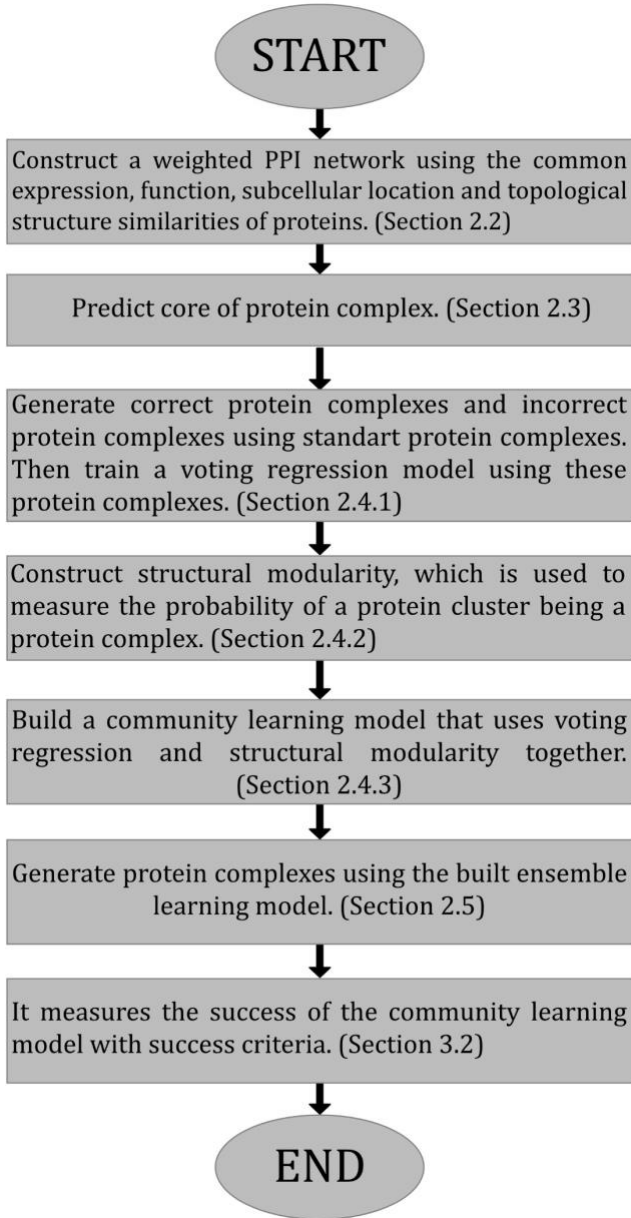 START
Construct a weighted PPI network using the common
expression, function, subcellular location and topological
structure similarities of proteins. (Section 2.2)
Predict core of protein complex. (Section 2.3)
Generate correct protein complexes and incorrect
protein complexes using standart protein complexes.
Then train a voting regression model using these
protein complexes. (Section 2.4.1)
Construct structural modularity, which is used to
measure the probability of a protein cluster being a
protein complex. (Section 2.4.2)
Build a community learning model that uses voting
regression and structural modularity together.
(Section 2.4.3)
Generate protein complexes using the built ensemble
learning model. (Section 2.5)
It measures the success of the community learning
model with success criteria. (Section 3.2)
END